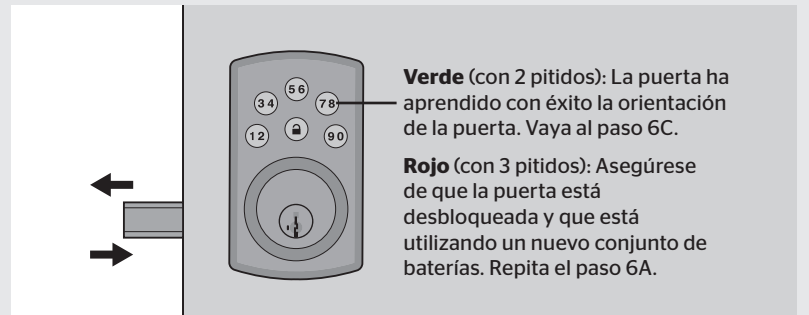 5 6
3 4
7 8
1 2
9 0
Verde (con 2 pitidos): La puerta ha
aprendido con éxito la orientación
de la puerta. Vaya al paso 6C.
Rojo (con 3 pitidos): Asegúrese
de que la puerta está
desbloqueada y que está
utilizando un nuevo conjunto de
baterías. Repita el paso 6A.